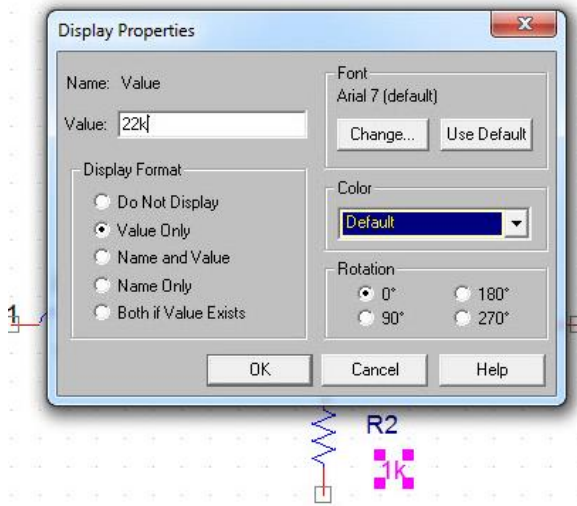 Display Properties
Name: Value
Value: 22k
Display Format
Do Not Display
Value Only
Name and Value
Name Only
Both if Value Exists
Font
Arial 7 (default)
Change...
Use Default
Color
Default
Rotation
0°
180°
90°
270°
OK
Cancel
Help
1
R2
1k